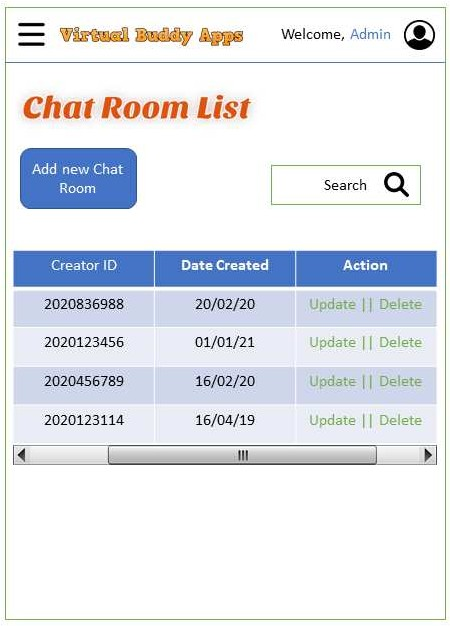 Virtual Buddy Apps Welcome, Admin
Chat Room List
Add new Chat
Room
Search
Creator ID Date Created Action
2020836988 20/02/20 Update || Delete
2020123456 01/01/21 Update || Delete
2020456789 16/02/20 Update || Delete
2020123114 16/04/19 Update || Delete